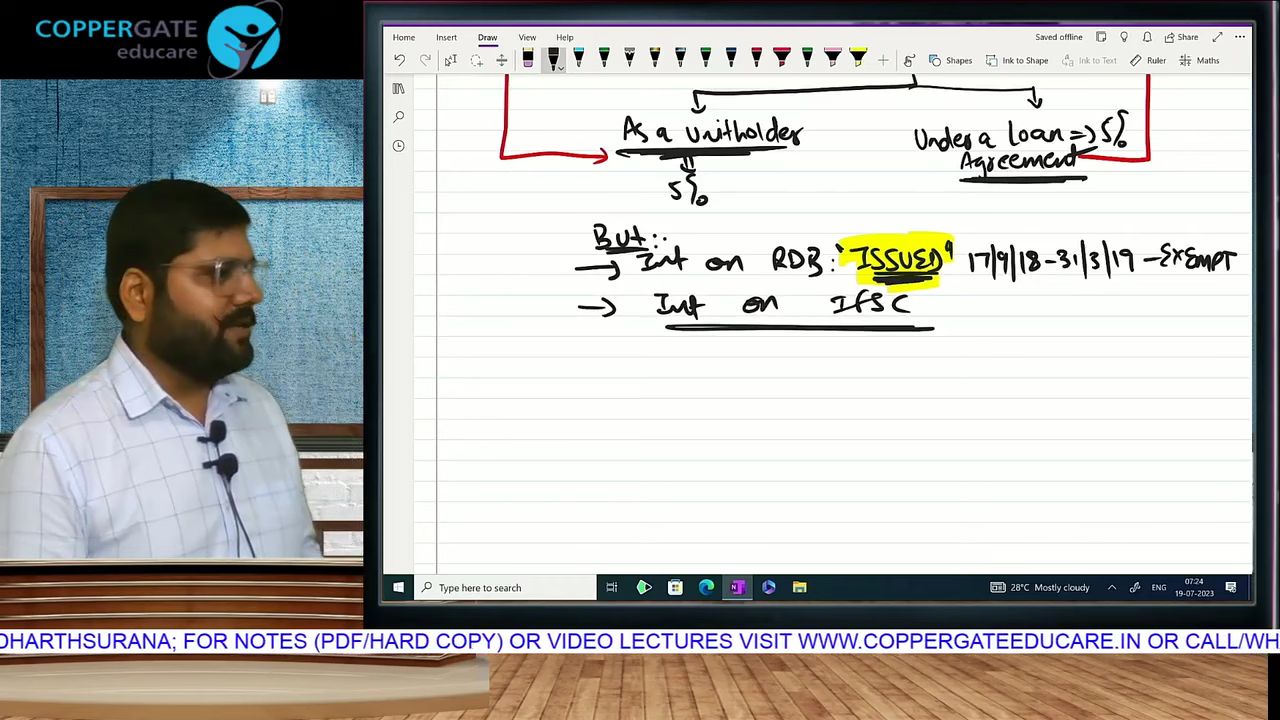 COPPERGATE
educare
Home Insert Draw View Help
Saved offline
Share
Shapes
Ink to Shape
Ink to Text
Ruler
Maths
As a unitholder
5%
Under a loan => 5%
Agreement
But::
→ Int on RDB: "ISSUED" 17/9/18-31/3/19 - EXEMPT
→ Int on IFSC
Type here to search
28°C Mostly cloudy
ENG
07:24
19-07-2023
DHARTHSURANA; FOR NOTES (PDF/HARD COPY) OR VIDEO LECTURES VISIT WWW.COPPERGATEEDUCARE.IN OR CALL/WH